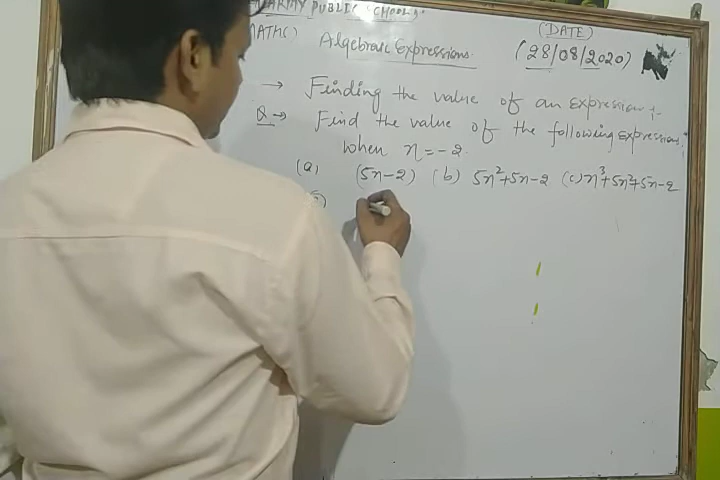 ARMY PUBLIC SCHOOL
(DATE)
Algebraic Expressions.
(28/08/2020)
→ Finding the value of an expression :-
Q → Find the value of the following expressions,
when n = -2.
(a) (5n-2) (b) 5n²+5n-2 (c) n³+5n²+5n-2